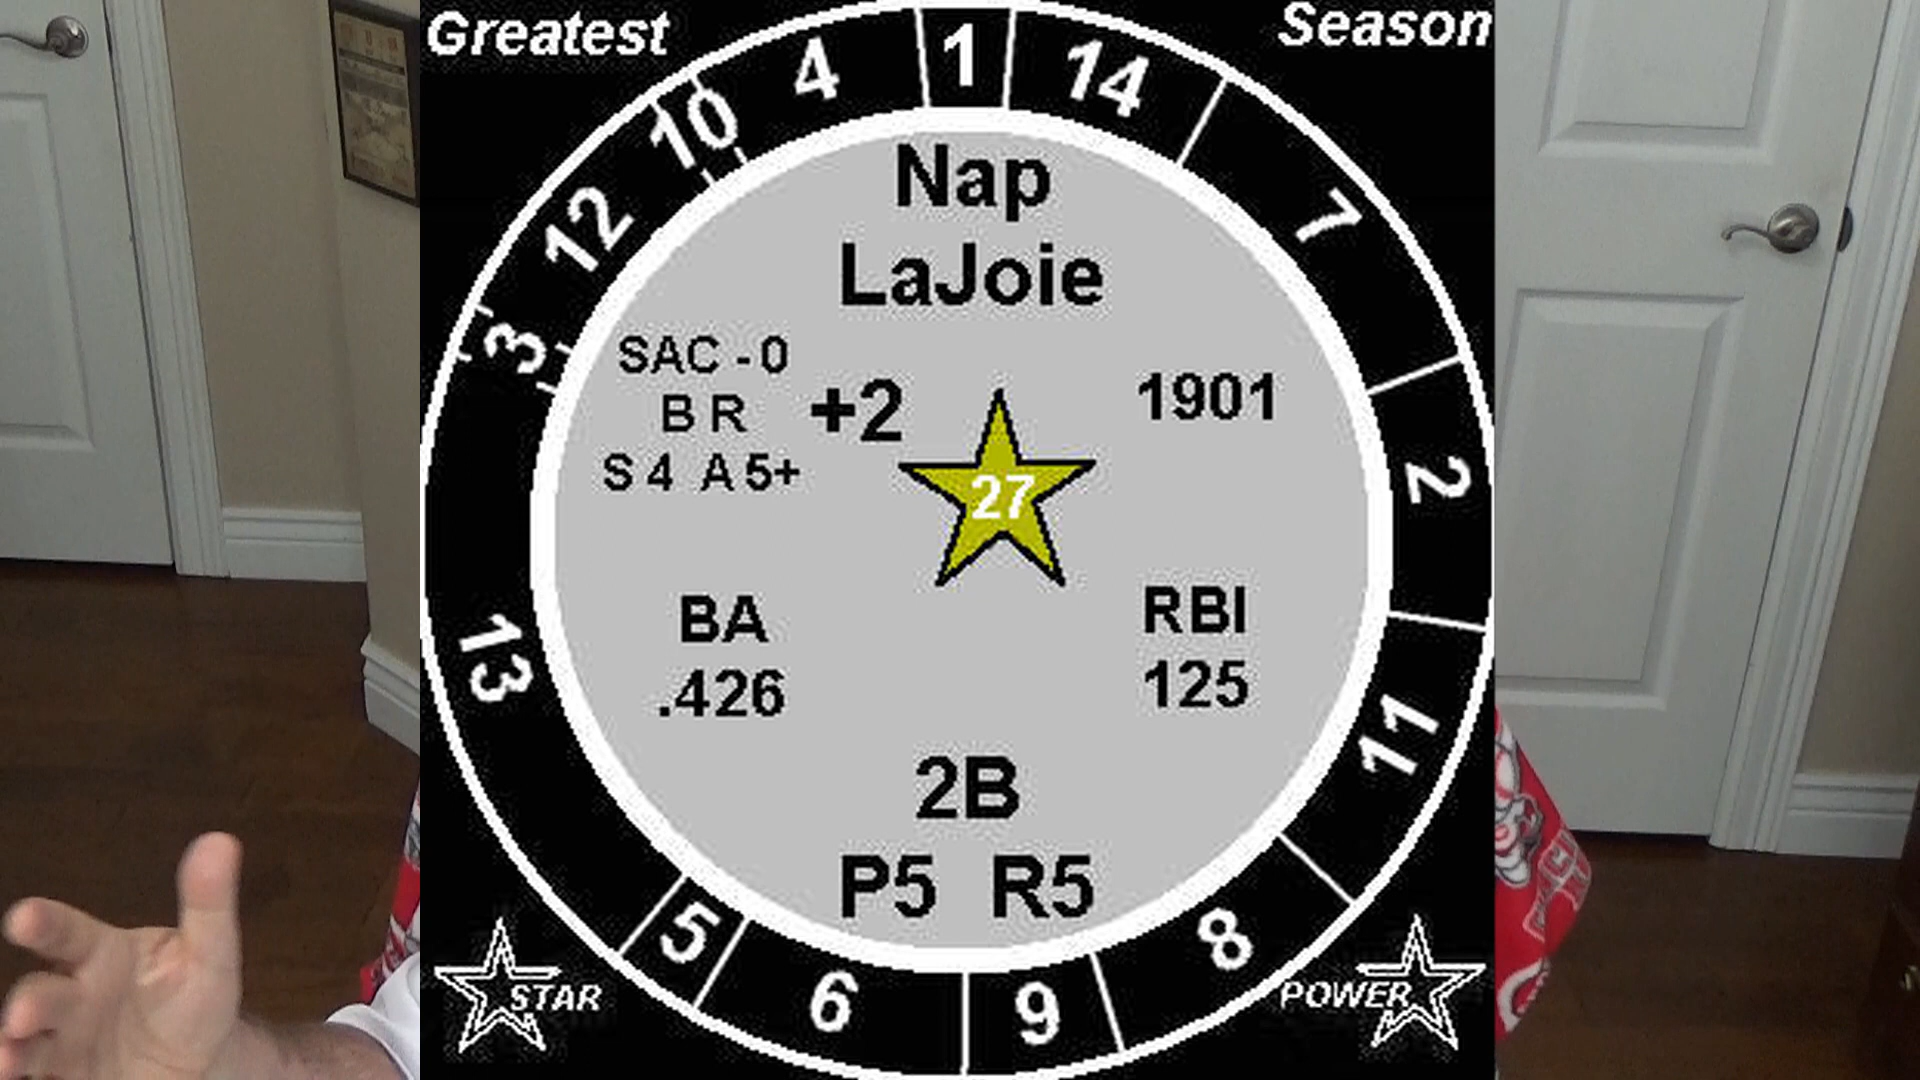 Greatest
Season
1
14
7
2
11
8
9
6
5
13
3
12
10
4
Nap
LaJoie
SAC - 0
B R
S 4 A 5+
+2
27
1901
BA
.426
RBI
125
2B
P5 R5
STAR
POWER